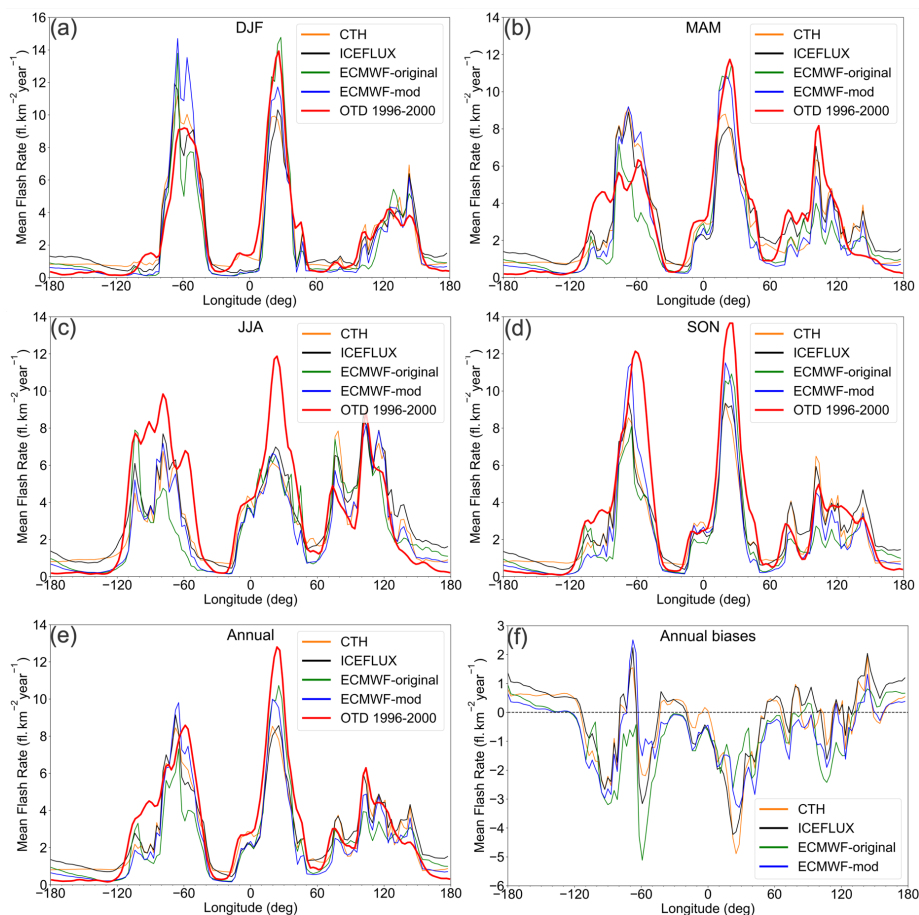 (a)
DJF
Mean Flash Rate (fl. km−2 year−1)
16
14
12
10
8
6
4
2
0
CTH
ICEFLUX
ECMWF-original
ECMWF-mod
OTD 1996-2000
−180 −120 −60 0 60 120 180
Longitude (deg)
(b)
MAM
Mean Flash Rate (fl. km−2 year−1)
14
12
10
8
6
4
2
0
CTH
ICEFLUX
ECMWF-original
ECMWF-mod
OTD 1996-2000
−180 −120 −60 0 60 120 180
Longitude (deg)
(c)
JJA
Mean Flash Rate (fl. km−2 year−1)
14
12
10
8
6
4
2
0
CTH
ICEFLUX
ECMWF-original
ECMWF-mod
OTD 1996-2000
−180 −120 −60 0 60 120 180
Longitude (deg)
(d)
SON
Mean Flash Rate (fl. km−2 year−1)
14
12
10
8
6
4
2
0
CTH
ICEFLUX
ECMWF-original
ECMWF-mod
OTD 1996-2000
−180 −120 −60 0 60 120 180
Longitude (deg)
(e)
Annual
Mean Flash Rate (fl. km−2 year−1)
14
12
10
8
6
4
2
0
CTH
ICEFLUX
ECMWF-original
ECMWF-mod
OTD 1996-2000
−180 −120 −60 0 60 120 180
Longitude (deg)
(f)
Annual biases
Mean Flash Rate (fl. km−2 year−1)
3
2
1
0
−1
−2
−3
−4
−5
−6
CTH
ICEFLUX
ECMWF-original
ECMWF-mod
−180 −120 −60 0 60 120 180
Longitude (deg)